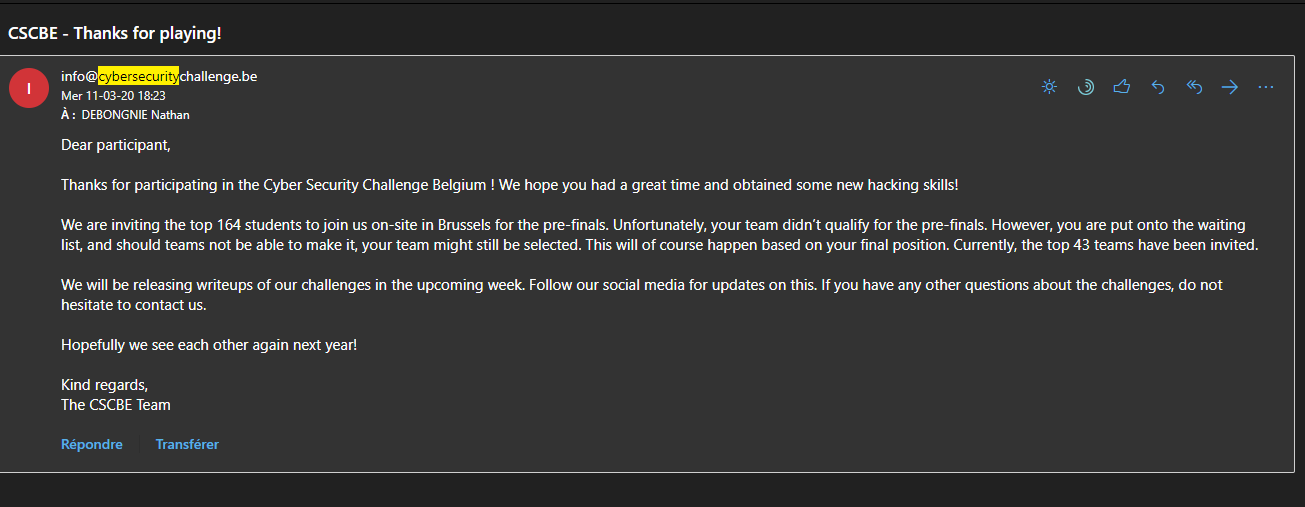 CSCBE - Thanks for playing!
I
info@cybersecuritychallenge.be
Mer 11-03-20 18:23
À : DEBONGNIE Nathan
Dear participant,
Thanks for participating in the Cyber Security Challenge Belgium ! We hope you had a great time and obtained some new hacking skills!
We are inviting the top 164 students to join us on-site in Brussels for the pre-finals. Unfortunately, your team didn’t qualify for the pre-finals. However, you are put onto the waiting
list, and should teams not be able to make it, your team might still be selected. This will of course happen based on your final position. Currently, the top 43 teams have been invited.
We will be releasing writeups of our challenges in the upcoming week. Follow our social media for updates on this. If you have any other questions about the challenges, do not
hesitate to contact us.
Hopefully we see each other again next year!
Kind regards,
The CSCBE Team
Répondre Transférer